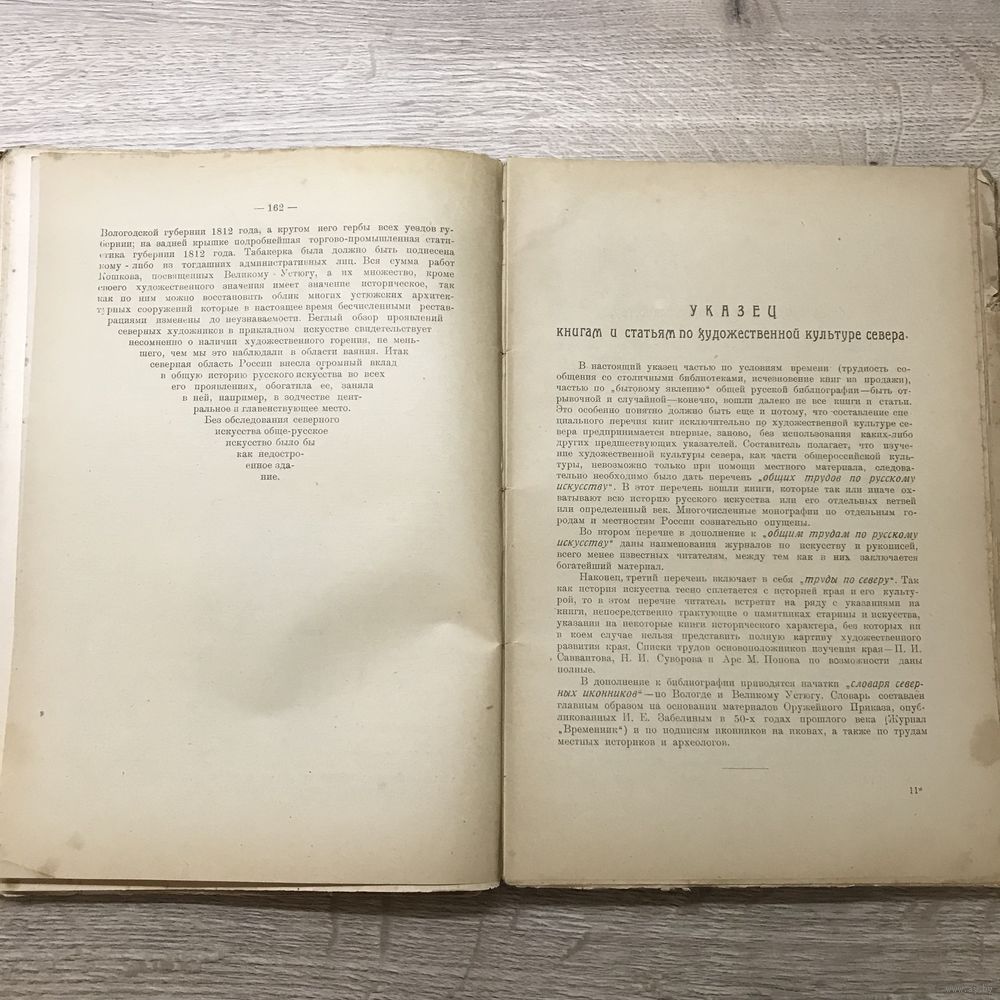 — 162 —
Вологодской губернии 1812 года, а кругом него гербы всех уездов гу-
бернии; на задней крышке подробнейшая торгово-промышленная стати-
стика губернии 1812 года. Табакерка была должно быть поднесена
кому-либо из тогдашних административных лиц. Вся сумма работ
Кошкова, посвященных Великому-Устюгу, а их множество, кроме
своего художественного значения имеет значение историческое, так
как по ним можно восстановить облик многих устюжских архитек-
турных сооружений которые в настоящее время бесчисленными рестав-
рациями изменены до неузнаваемости. Беглый обзор проявлений
северных художников в прикладном искусстве свидетельствует
несомненно о наличии художественного горения, не мень-
шего, чем мы это наблюдали в области ваяния. Итак
северная область России внесла огромный вклад
в общую историю русского искусства во всех
его проявлениях, обогатила ее, заняла
в ней, например, в зодчестве цент-
ральное и главенствующее место.
Без обследования северного
искусства обще-русское
искусство было бы
как недостро-
енное зда-
ние.
УКАЗЕЦ
книгам и статьям по художественной культуре севера.
В настоящий указец частью по условиям времени (трудность со-
общения со столичными библиотеками, исчезновение книг из продажи),
частью по „бытовому явлению“ общей русской библиографии—быть от-
рывочной и случайной—конечно, вошли далеко не все книги и статьи.
Это особенно понятно должно быть еще и потому, что составление спе-
циального перечня книг исключительно по художественной культуре се-
вера предпринимается впервые, заново, без использования каких-либо
других предшествующих указателей. Составитель полагает, что изуче-
ние художественной культуры севера, как части общероссийской куль-
туры, невозможно только при помощи местного материала, следова-
тельно необходимо было дать перечень „общих трудов по русскому
искусству“. В этот перечень вошли книги, которые так или иначе ох-
ватывают всю историю русского искусства или его отдельных ветвей
или определенный век. Многочисленные монографии по отдельным го-
родам и местностям России сознательно опущены.
Во втором перечне в дополнение к „общим трудам по русскому
искусству“ даны наименования журналов по искусству и рукописей,
всего менее известных читателям, между тем как в них заключается
богатейший материал.
Наконец, третий перечень включает в себя „труды по северу“. Так
как история искусства тесно сплетается с историей края и его культу-
рой, то в этом перечне читатель встретит на ряду с указаниями на
книги, непосредственно трактующие о памятниках старины и искусства,
указания на некоторые книги исторического характера, без которых ни
в коем случае нельзя представить полную картину художественного
развития края. Списки трудов основоположников изучения края—П. И.
Савваитова, Н. И. Суворова и Арс М. Попова по возможности даны
полные.
В дополнение к библиографии приводятся начатки „словаря север-
ных иконников“—по Вологде и Великому Устюгу. Словарь составлен
главным образом на основании материалов Оружейного Приказа, опуб-
ликованных И. Е. Забелиным в 50-х годах прошлого века (Журнал
„Временник“) и по подписям иконников на иконах, а также по трудам
местных историков и археологов.
11*
www.ay.by